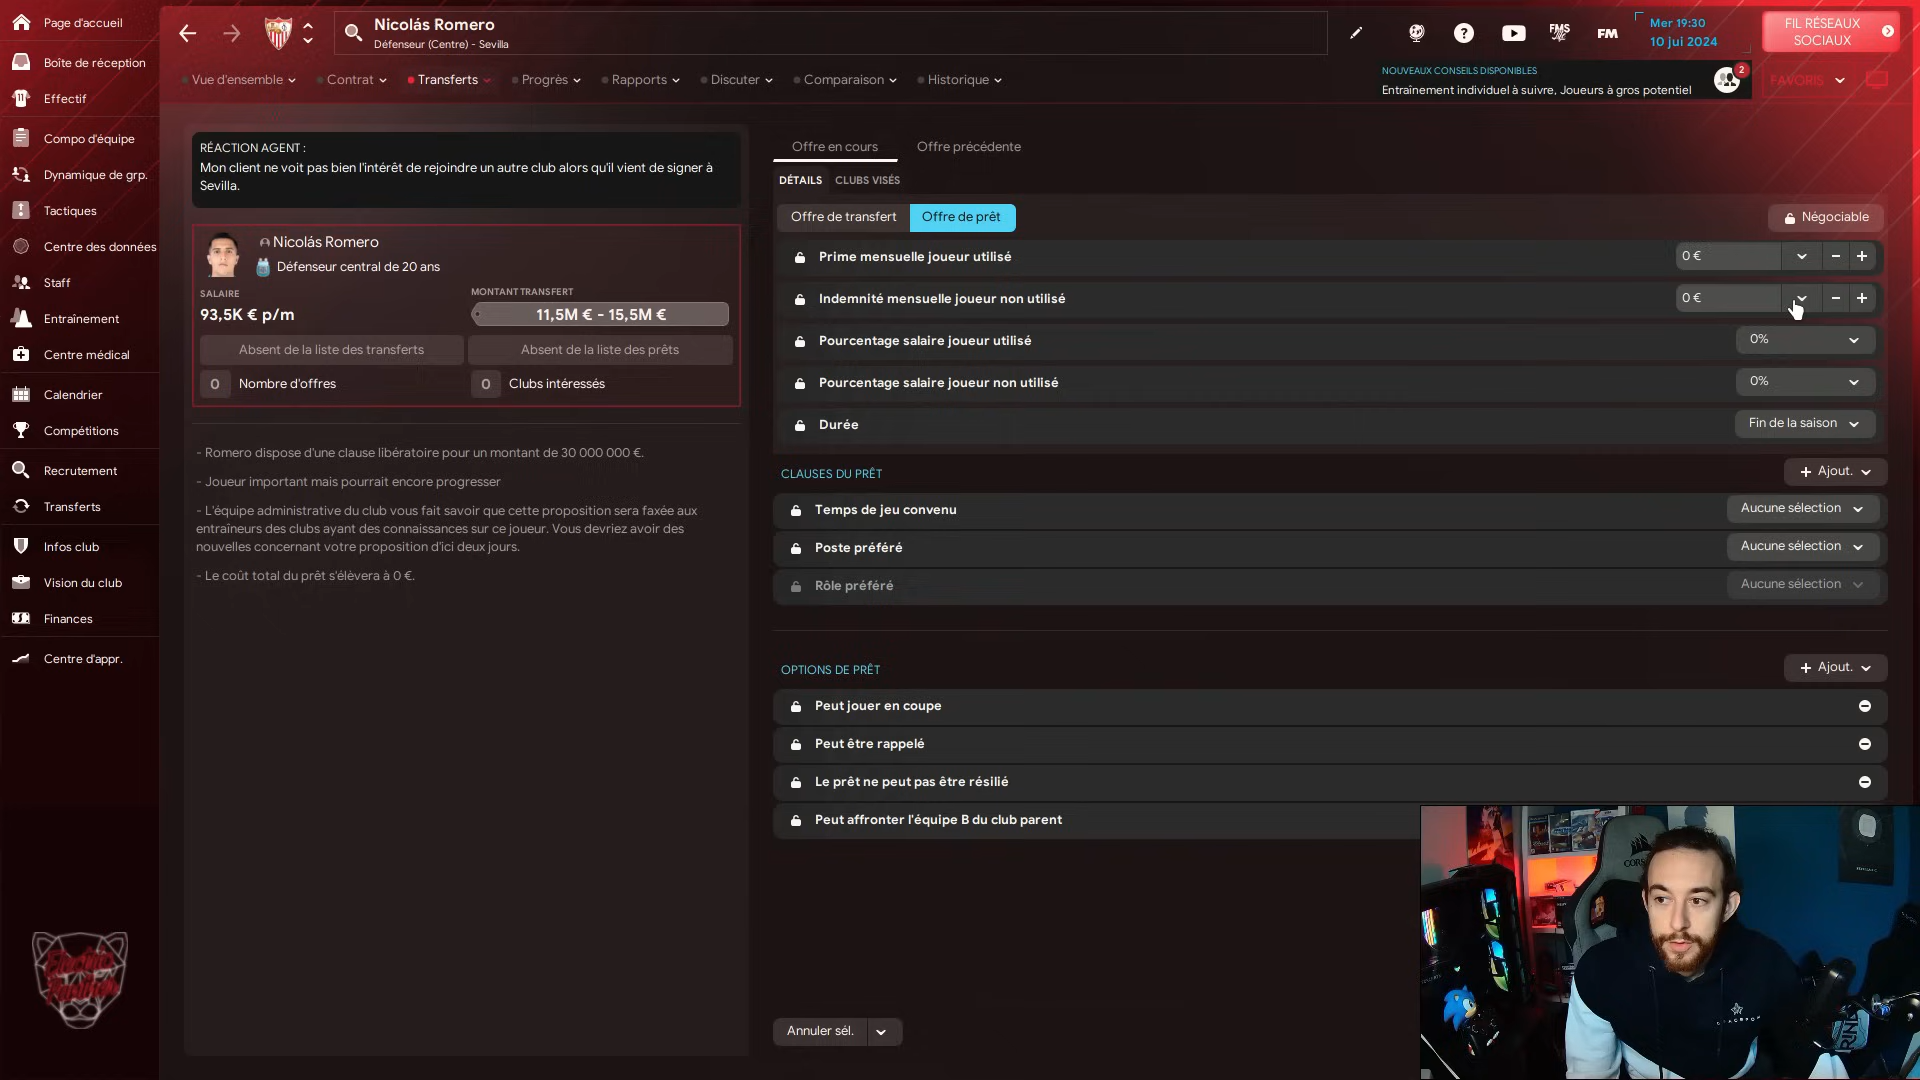 Page d'accueil
Boîte de réception
Effectif
Compo d'équipe
Dynamique de grp.
Tactiques
Centre des données
Staff
Entraînement
Centre médical
Calendrier
Compétitions
Recrutement
Transferts
Infos club
Vision du club
Finances
Centre d'appr.
Nicolás Romero
Défenseur (Centre) - Sevilla
FMS
FM
Mer 19:30
10 jui 2024
FIL RÉSEAUX
SOCIAUX
Vue d'ensemble
Contrat
Transferts
Progrès
Rapports
Discuter
Comparaison
Historique
NOUVEAUX CONSEILS DISPONIBLES
Entraînement individuel à suivre, Joueurs à gros potentiel
2
FAVORIS
RÉACTION AGENT :
Mon client ne voit pas bien l'intérêt de rejoindre un autre club alors qu'il vient de signer à
Sevilla.
Nicolás Romero
Défenseur central de 20 ans
SALAIRE
93,5K € p/m
MONTANT TRANSFERT
11,5M € - 15,5M €
Absent de la liste des transferts
Absent de la liste des prêts
0 Nombre d'offres
0 Clubs intéressés
- Romero dispose d'une clause libératoire pour un montant de 30 000 000 €.
- Joueur important mais pourrait encore progresser
- L'équipe administrative du club vous fait savoir que cette proposition sera faxée aux
entraîneurs des clubs ayant des connaissances sur ce joueur. Vous devriez avoir des
nouvelles concernant votre proposition d'ici deux jours.
- Le coût total du prêt s'élèvera à 0 €.
Offre en cours
Offre précédente
DÉTAILS
CLUBS VISÉS
Offre de transfert
Offre de prêt
Négociable
Prime mensuelle joueur utilisé 0 €
Indemnité mensuelle joueur non utilisé 0 €
Pourcentage salaire joueur utilisé 0%
Pourcentage salaire joueur non utilisé 0%
Durée Fin de la saison
CLAUSES DU PRÊT
+ Ajout.
Temps de jeu convenu Aucune sélection
Poste préféré Aucune sélection
Rôle préféré Aucune sélection
OPTIONS DE PRÊT
+ Ajout.
Peut jouer en coupe
Peut être rappelé
Le prêt ne peut pas être résilié
Peut affronter l'équipe B du club parent
Annuler sél.